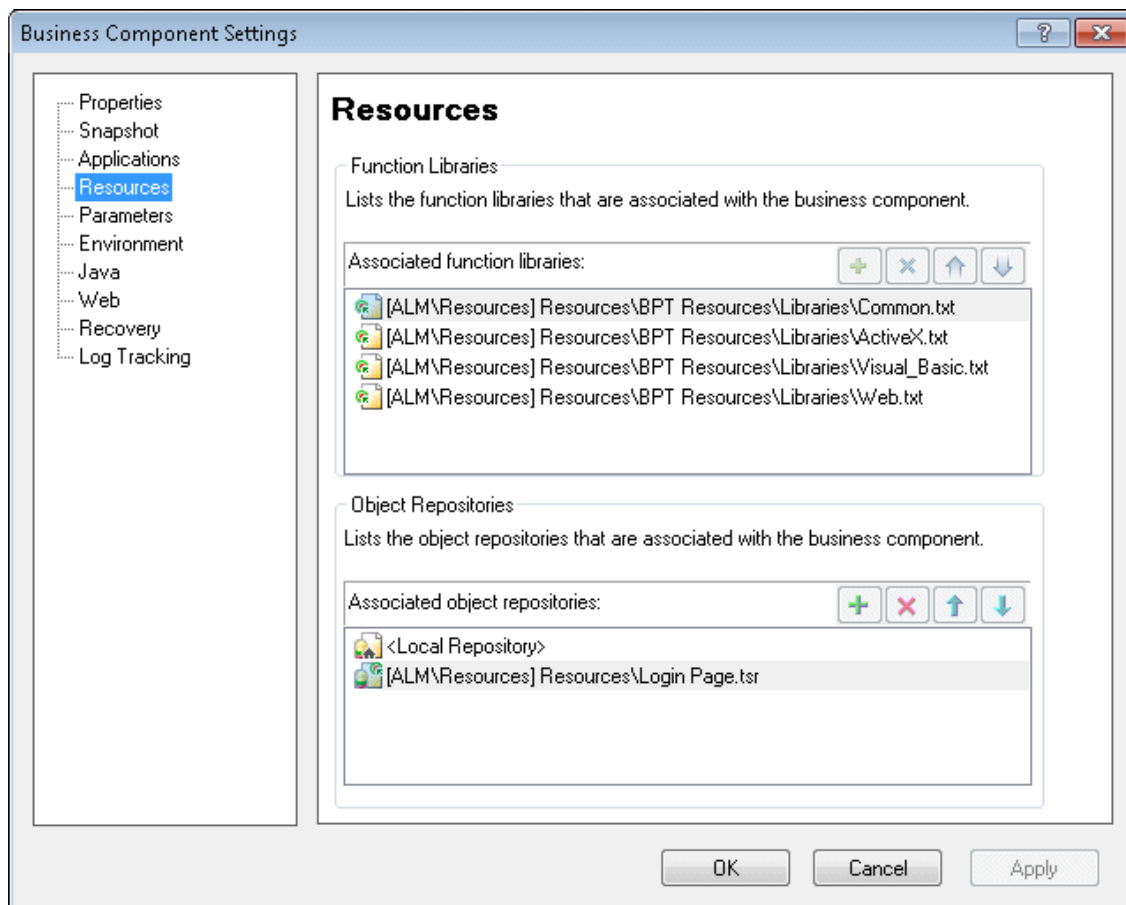 Business Component Settings
?
Properties
Snapshot
Applications
Resources
Parameters
Environment
Java
Web
Recovery
Log Tracking
Resources
Function Libraries
Lists the function libraries that are associated with the business component.
Associated function libraries:
[ALM\Resources] Resources\BPT Resources\Libraries\Common.txt
[ALM\Resources] Resources\BPT Resources\Libraries\ActiveX.txt
[ALM\Resources] Resources\BPT Resources\Libraries\Visual_Basic.txt
[ALM\Resources] Resources\BPT Resources\Libraries\Web.txt
Object Repositories
Lists the object repositories that are associated with the business component.
Associated object repositories:
<Local Repository>
[ALM\Resources] Resources\Login Page.tsr
OK Cancel Apply